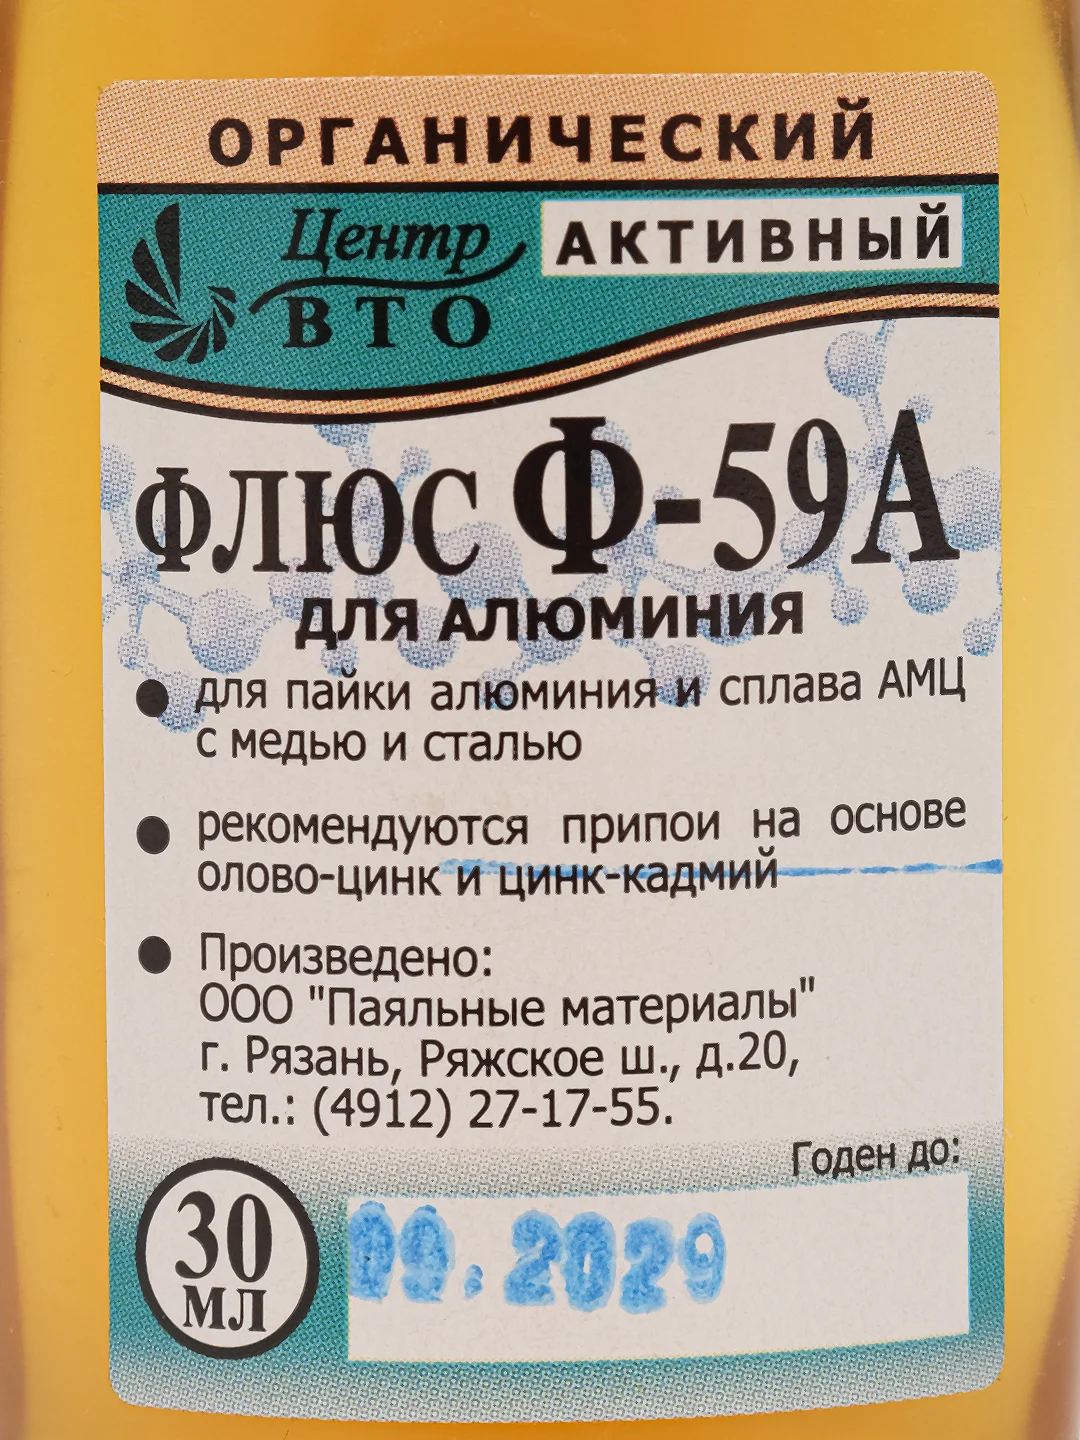 ОРГАНИЧЕСКИЙ
Центр
ВТО
АКТИВНЫЙ
ФЛЮС Ф-59А
ДЛЯ АЛЮМИНИЯ
● для пайки алюминия и сплава АМЦ
с медью и сталью
● рекомендуются припои на основе
олово-цинк и цинк-кадмий
● Произведено:
ООО "Паяльные материалы"
г. Рязань, Ряжское ш., д.20,
тел.: (4912) 27-17-55.
Годен до:
30
МЛ
09.2029